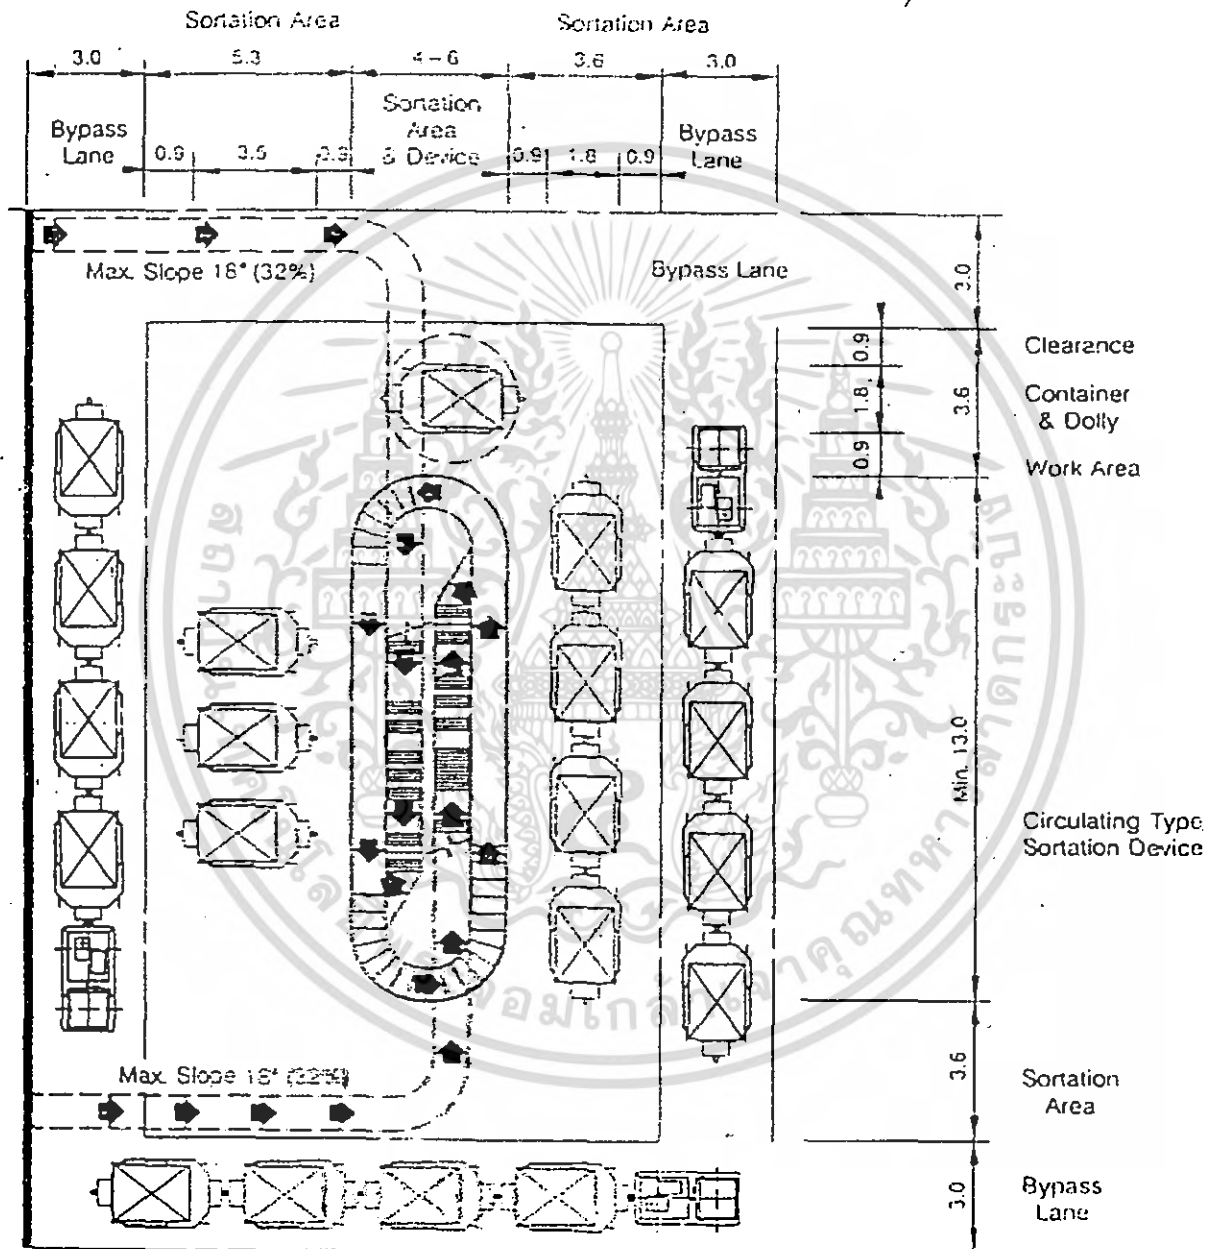 Sortation Area
Sortation Area
3.0
5.3
4-6
3.6
3.0
Bypass
Lane
Sortation
Area
& Device
Bypass
Lane
0.9
3.5
0.9
0.9
1.8
0.9
Max. Slope 18° (32%)
Bypass Lane
3.0
0.9
1.8
0.9
3.6
Clearance
Container
& Dolly
Work Area
Min. 13.0
Circulating Type
Sortation Device
Max. Slope 18° (32%)
3.6
Sortation
Area
3.0
Bypass
Lane